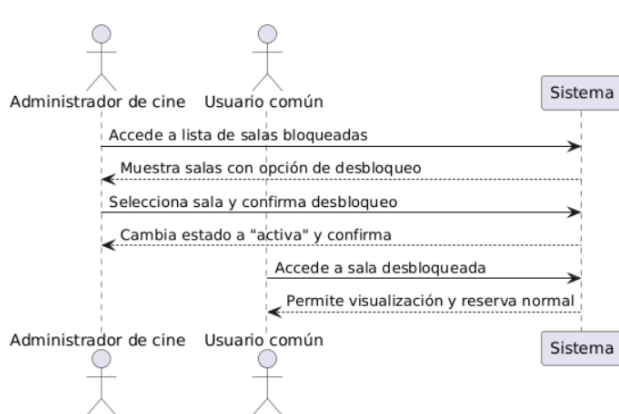 Administrador de cine
Usuario común
Sistema
Accede a lista de salas bloqueadas
Muestra salas con opción de desbloqueo
Selecciona sala y confirma desbloqueo
Cambia estado a "activa" y confirma
Accede a sala desbloqueada
Permite visualización y reserva normal
Administrador de cine
Usuario común
Sistema